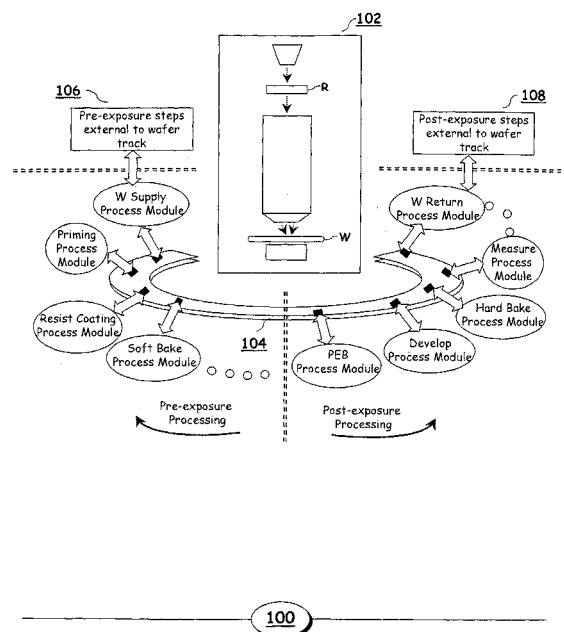 102
R
W
106
Pre-exposure steps
external to wafer
track
108
Post-exposure steps
external to wafer
track
W Supply
Process Module
W Return
Process Module
Priming
Process
Module
Measure
Process
Module
Resist Coating
Process Module
Hard Bake
Process Module
Soft Bake
Process Module
104
PEB
Process Module
Develop
Process Module
Pre-exposure
Processing
Post-exposure
Processing
100